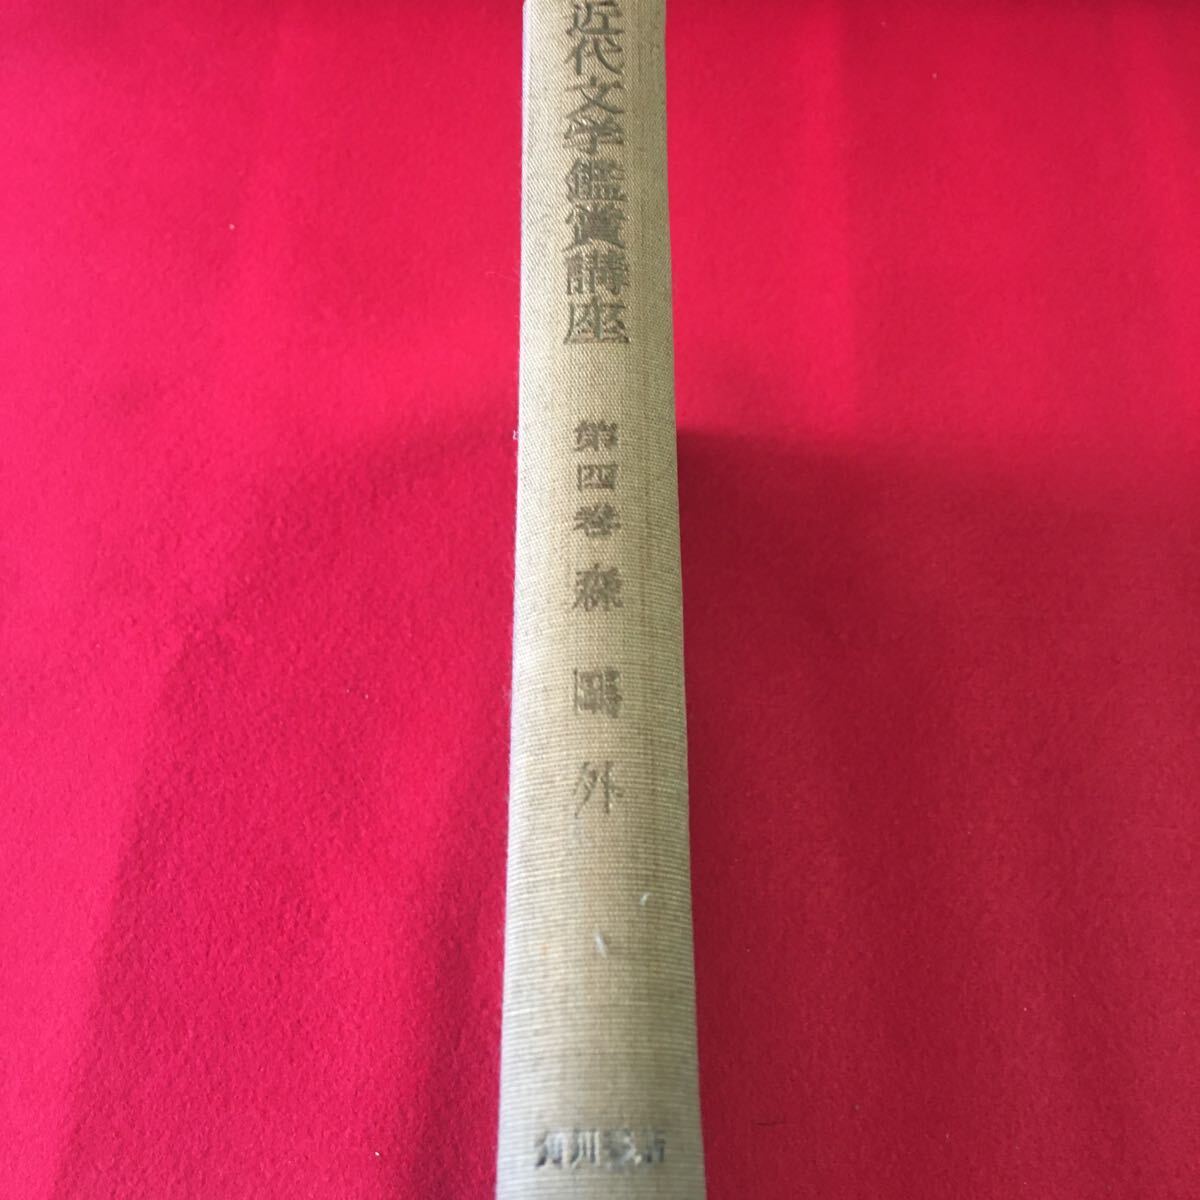 近代文学鑑賞講座
第四巻
森鷗外
角川書店